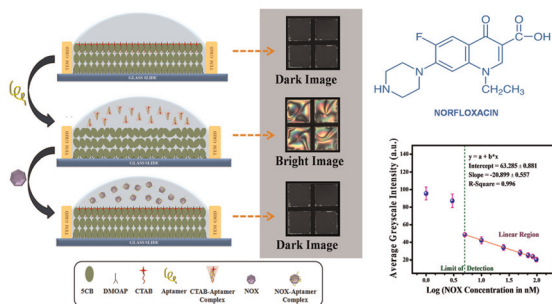 TEM GRID
TEM GRID
GLASS SLIDE
Dark Image
TEM GRID
TEM GRID
GLASS SLIDE
Bright Image
TEM GRID
TEM GRID
GLASS SLIDE
Dark Image
5CB
DMOAP
CTAB
Aptamer
CTAB-Aptamer
Complex
NOX
NOX-Aptamer
Complex
O
O
F
OH
N
N
HN
CH₂CH₃
NORFLOXACIN
Average Greyscale Intensity (a.u.)
140
120
100
80
60
40
20
y = a + b*x
Intercept = 63.285 ± 0.881
Slope = -20.899 ± 0.557
R-Square = 0.996
Linear Region
Limit of Detection
0.0
0.5
1.0
1.5
2.0
Log (NOX Concentration in nM)